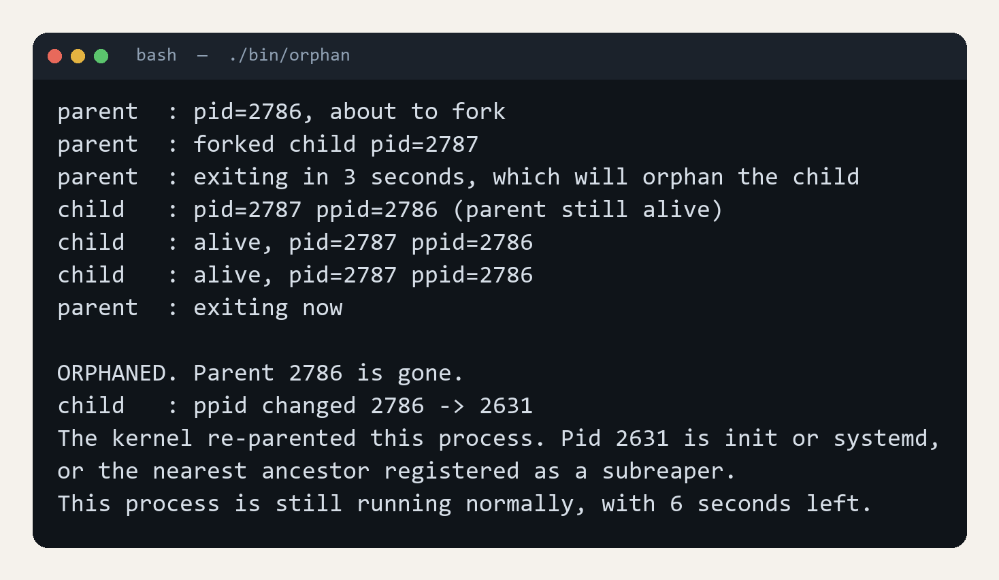 bash  —  ./bin/orphan
parent  : pid=2786, about to fork
parent  : forked child pid=2787
parent  : exiting in 3 seconds, which will orphan the child
child   : pid=2787 ppid=2786 (parent still alive)
child   : alive, pid=2787 ppid=2786
child   : alive, pid=2787 ppid=2786
parent  : exiting now
ORPHANED. Parent 2786 is gone.
child   : ppid changed 2786 -> 2631
The kernel re-parented this process. Pid 2631 is init or systemd,
or the nearest ancestor registered as a subreaper.
This process is still running normally, with 6 seconds left.